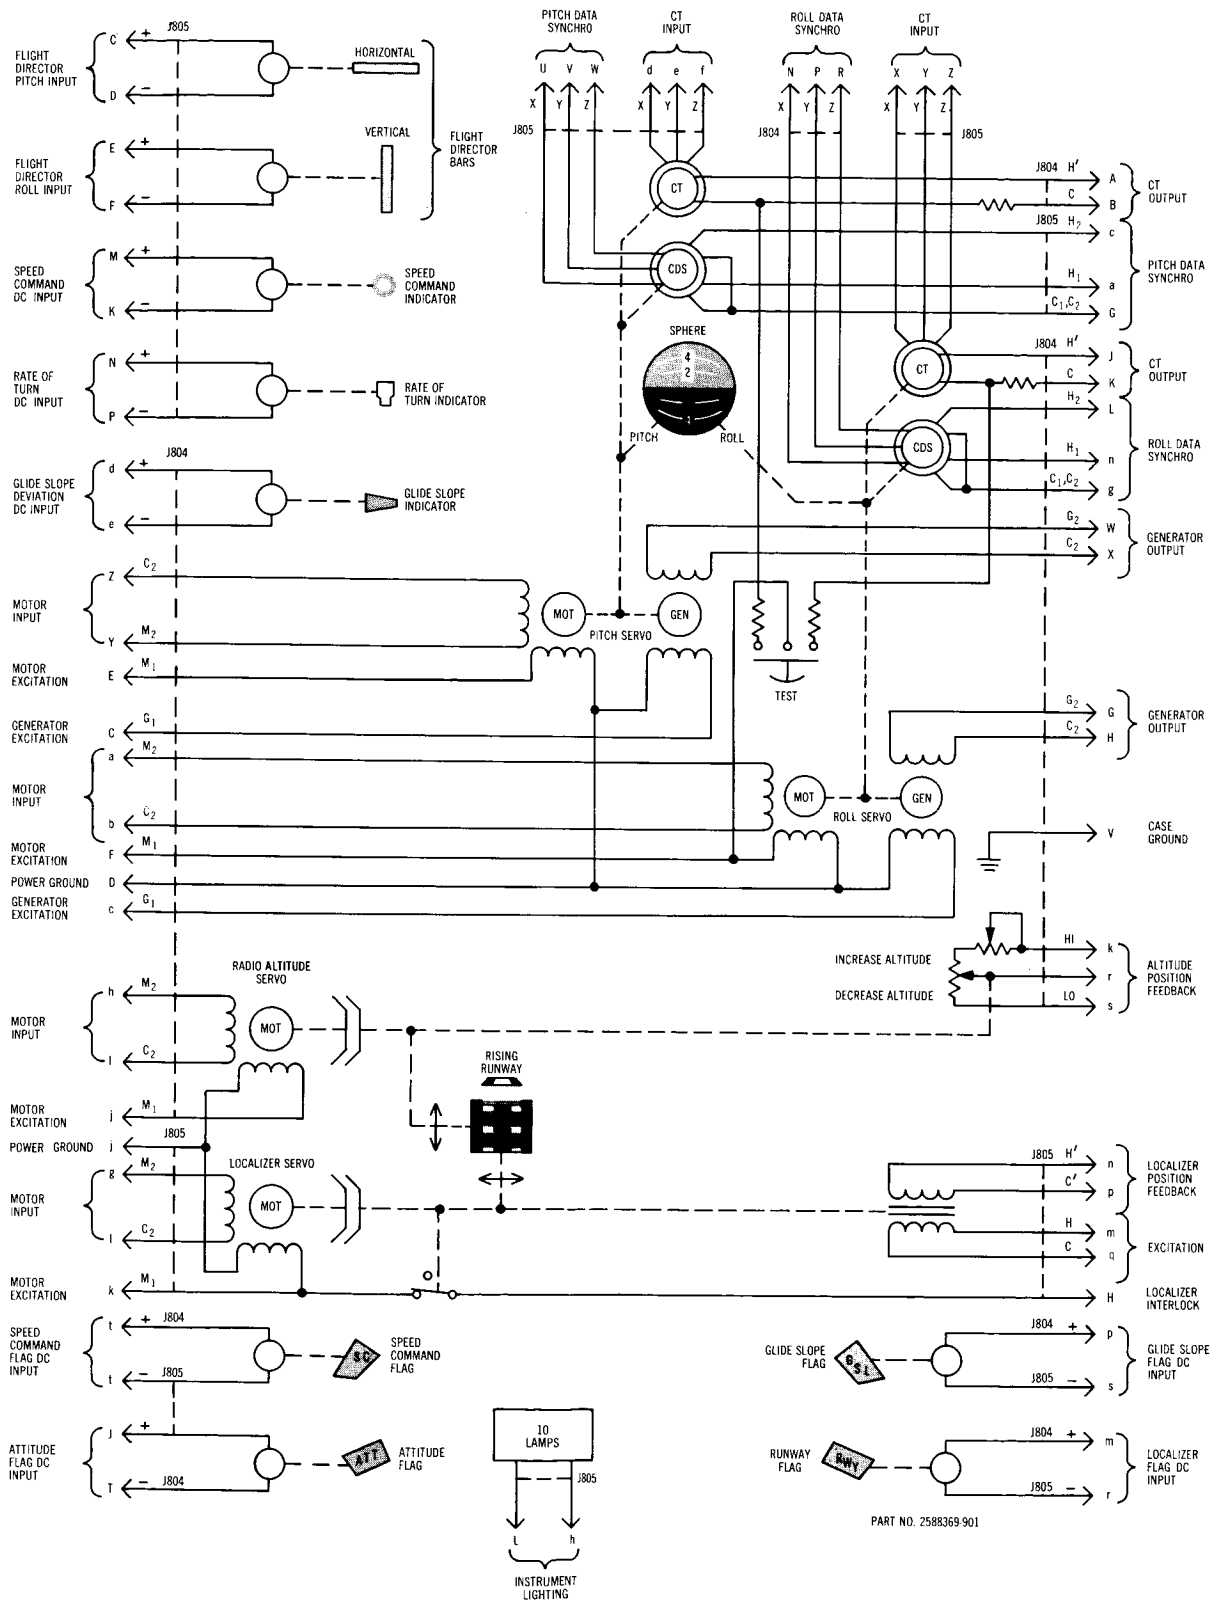 J805
C +
FLIGHT
DIRECTOR
PITCH INPUT
D −
HORIZONTAL
E +
FLIGHT
DIRECTOR
ROLL INPUT
F −
VERTICAL
FLIGHT
DIRECTOR
BARS
M +
SPEED
COMMAND
DC INPUT
K −
SPEED
COMMAND
INDICATOR
N +
RATE OF
TURN
DC INPUT
P −
RATE OF
TURN INDICATOR
J804
d +
GLIDE SLOPE
DEVIATION
DC INPUT
e −
GLIDE SLOPE
INDICATOR
PITCH DATA
SYNCHRO
CT
INPUT
ROLL DATA
SYNCHRO
CT
INPUT
U V W d e f N P R X Y Z
X Y Z X Y Z X Y Z X Y Z
J805 J804 J805
CT
CDS
J804 H' A
C B
CT
OUTPUT
J805 H2 c
H1 a
C1,C2 G
PITCH DATA
SYNCHRO
SPHERE
4
2
1
PITCH ROLL
CT
CDS
J804 H' J
C K
CT
OUTPUT
H2 L
H1 n
C1,C2 g
ROLL DATA
SYNCHRO
G2 W
C2 X
GENERATOR
OUTPUT
Z C2
MOTOR
INPUT
Y M2
MOTOR
EXCITATION
E M1
MOT GEN
PITCH SERVO
TEST
GENERATOR
EXCITATION
C G1
a M2
MOTOR
INPUT
b C2
MOTOR
EXCITATION
F M1
POWER GROUND D
GENERATOR
EXCITATION
c G1
MOT GEN
ROLL SERVO
G2 G
C2 H
GENERATOR
OUTPUT
V CASE
GROUND
INCREASE ALTITUDE
DECREASE ALTITUDE
HI k
r
LO s
ALTITUDE
POSITION
FEEDBACK
RADIO ALTITUDE
SERVO
h M2
MOTOR
INPUT
C2
MOT
MOTOR
EXCITATION
j M1
POWER GROUND j
J805
RISING
RUNWAY
LOCALIZER SERVO
g M2
MOTOR
INPUT
C2
MOT
MOTOR
EXCITATION
k M1
J805 H' n
C' p
LOCALIZER
POSITION
FEEDBACK
H m
C q
EXCITATION
H LOCALIZER
INTERLOCK
t + J804
SPEED
COMMAND
FLAG DC
INPUT
t − J805
SC
SPEED
COMMAND
FLAG
J +
ATTITUDE
FLAG DC
INPUT
T − J804
ATT
ATTITUDE
FLAG
10
LAMPS
J805
h
INSTRUMENT
LIGHTING
GLIDE SLOPE
FLAG
J804 + p
J805 − s
GLIDE SLOPE
FLAG DC
INPUT
RUNWAY
FLAG
RWY
J804 + m
J805 − r
LOCALIZER
FLAG DC
INPUT
PART NO. 2588369-901